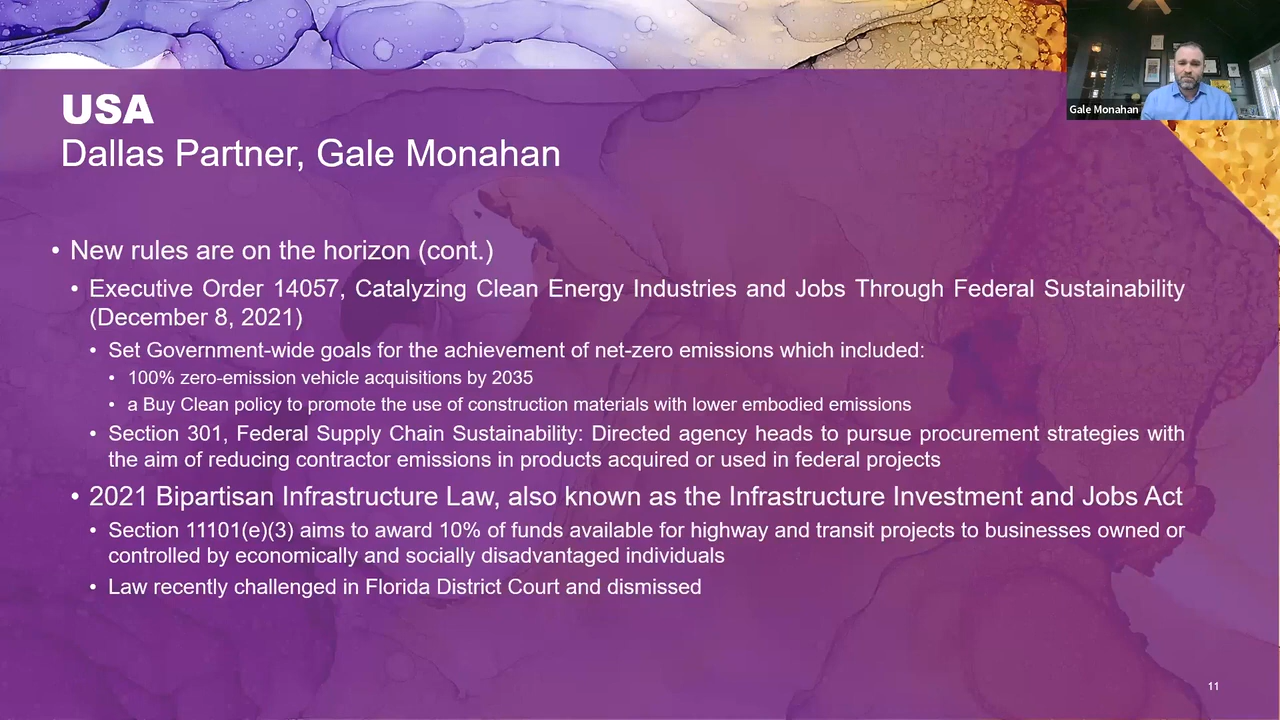 Gale Monahan
USA
Dallas Partner, Gale Monahan
• New rules are on the horizon (cont.)
• Executive Order 14057, Catalyzing Clean Energy Industries and Jobs Through Federal Sustainability
(December 8, 2021)
• Set Government-wide goals for the achievement of net-zero emissions which included:
• 100% zero-emission vehicle acquisitions by 2035
• a Buy Clean policy to promote the use of construction materials with lower embodied emissions
• Section 301, Federal Supply Chain Sustainability: Directed agency heads to pursue procurement strategies with
the aim of reducing contractor emissions in products acquired or used in federal projects
• 2021 Bipartisan Infrastructure Law, also known as the Infrastructure Investment and Jobs Act
• Section 11101(e)(3) aims to award 10% of funds available for highway and transit projects to businesses owned or
controlled by economically and socially disadvantaged individuals
• Law recently challenged in Florida District Court and dismissed
11